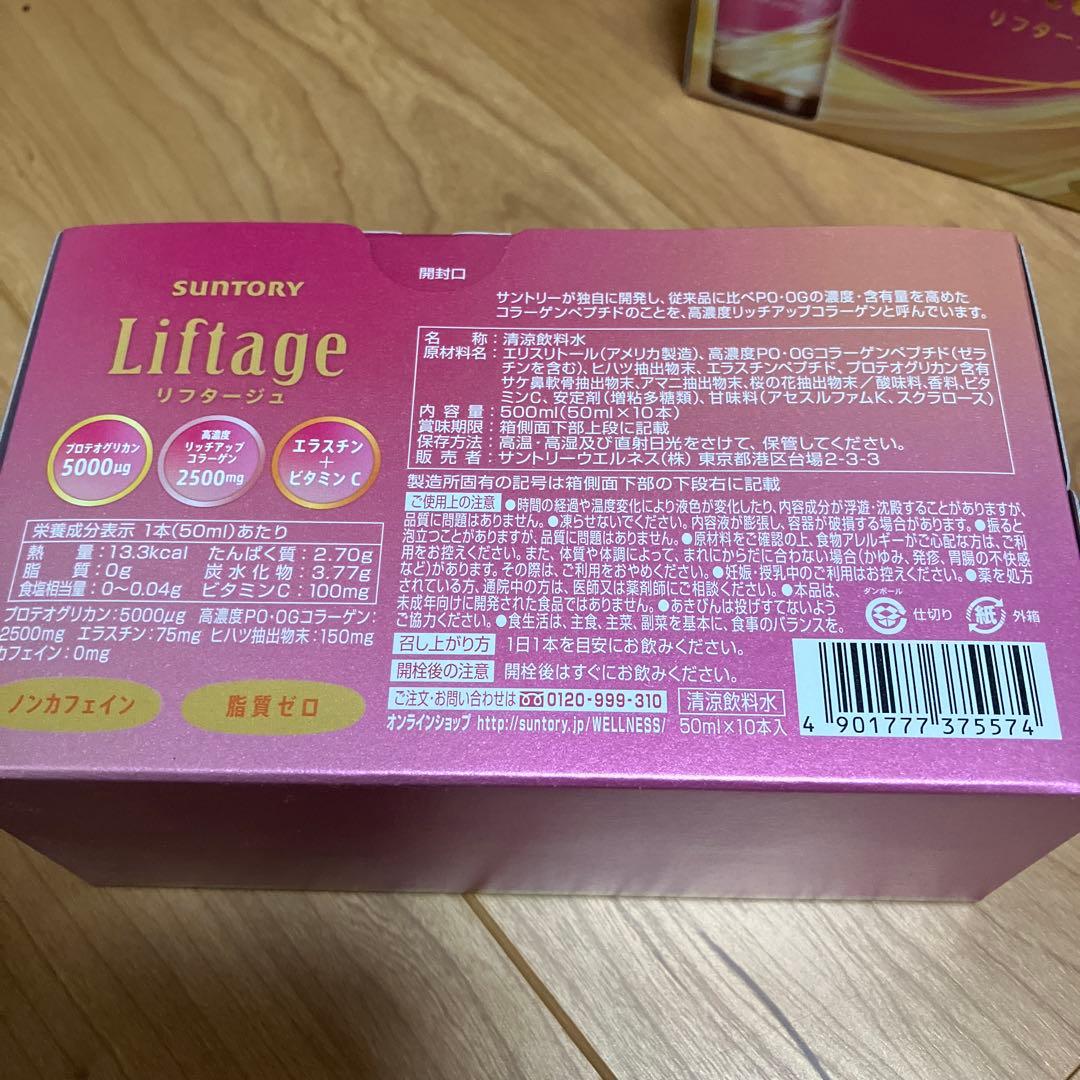 リフター
開封口
SUNTORY
Liftage
リフタージュ
プロテオグリカン
5000μg
高濃度
リッチアップ
コラーゲン
2500mg
エラスチン
+
ビタミンC
栄養成分表示 1本(50ml)あたり
熱量:13.3kcal たんぱく質:2.70g
脂質:0g 炭水化物:3.77g
食塩相当量:0~0.04g ビタミンC:100mg
プロテオグリカン:5000μg 高濃度PO・OGコラーゲン:
2500mg エラスチン:75mg ヒハツ抽出物末:150mg
カフェイン:0mg
ノンカフェイン
脂質ゼロ
サントリーが独自に開発し、従来品に比べPO・OGの濃度・含有量を高めた
コラーゲンペプチドのことを、高濃度リッチアップコラーゲンと呼んでいます。
名称:清涼飲料水
原材料名:エリスリトール(アメリカ製造)、高濃度PO・OGコラーゲンペプチド(ゼラ
チンを含む)、ヒハツ抽出物末、エラスチンペプチド、プロテオグリカン含有
サケ鼻軟骨抽出物末、アマニ抽出物末、桜の花抽出物末/酸味料、香料、ビタ
ミンC、安定剤(増粘多糖類)、甘味料(アセスルファムK、スクラロース)
内容量:500ml(50ml×10本)
賞味期限:箱側面下部上段に記載
保存方法:高温・高湿及び直射日光をさけて、保管してください。
販売者:サントリーウエルネス(株) 東京都港区台場2-3-3
製造所固有の記号は箱側面下部の下段右に記載
ご使用上の注意 ●時間の経過や温度変化により液色が変化したり、内容成分が浮遊・沈殿することがありますが、
品質に問題はありません。●凍らせないでください。内容液が膨張し、容器が破損する場合があります。●振ると
泡立つことがありますが、品質に問題はありません。●原材料をご確認の上、食物アレルギーがご心配な方は、ご利
用をお控えください。また、体質や体調によって、まれにからだに合わない場合(かゆみ、発疹、胃腸の不快感
など)があります。その際は、ご利用をおやめください。●妊娠・授乳中のご利用はお控えください。●薬を処方
されている方、通院中の方は、医師又は薬剤師にご相談ください。●本品は、
未成年向けに開発された食品ではありません。●あきびんは投げすてないよう
ご協力ください。●食生活は、主食、主菜、副菜を基本に、食事のバランスを。
ダンボール
仕切り
紙
外箱
召し上がり方 1日1本を目安にお飲みください。
開栓後の注意 開栓後はすぐにお飲みください。
ご注文・お問い合わせは 0120-999-310
オンラインショップ http://suntory.jp/WELLNESS/
清涼飲料水
50ml×10本入
4 901777 375574